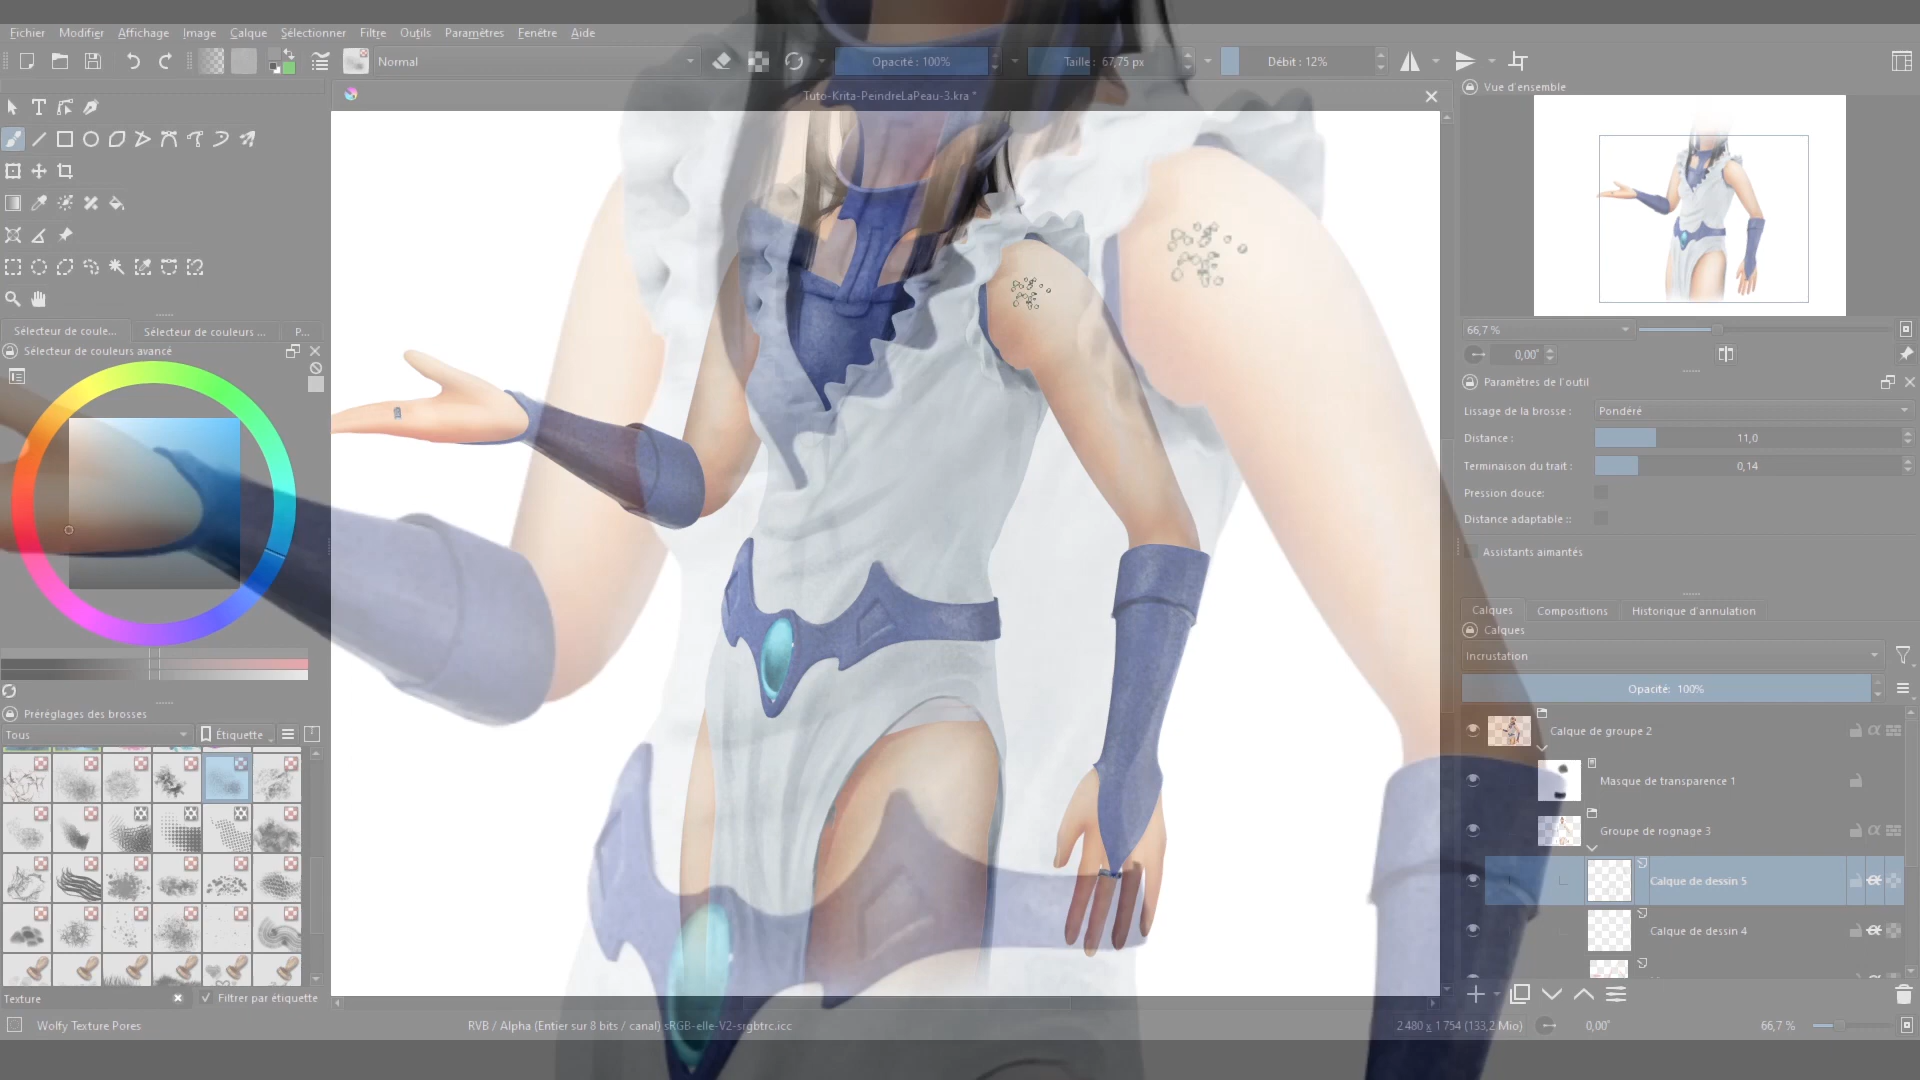 Fichier Modifier Affichage Image Calque Sélectionner Filtre Outils Paramètres Fenêtre Aide
Normal Opacité : 100% Taille : 67,75 px Débit : 12%
Tuto-Krita-PeindreLaPeau-3.kra *
Vue d'ensemble
Sélecteur de coule... Sélecteur de couleurs ... P...
Sélecteur de couleurs avancé
66,7 %
0,00°
Paramètres de l'outil
Lissage de la brosse : Pondéré
Distance : 11,0
Terminaison du trait : 0,14
Pression douce:
Distance adaptable ::
Assistants aimantés
Calques Compositions Historique d'annulation
Calques
Incrustation
Opacité: 100%
Calque de groupe 2
Masque de transparence 1
Groupe de rognage 3
Calque de dessin 5
Calque de dessin 4
Préréglages des brosses
Tous Étiquette
Texture Filtrer par étiquette
Wolfy Texture Pores
RVB / Alpha (Entier sur 8 bits / canal) sRGB-elle-V2-srgbtrc.icc
2 480 x 1 754 (133,2 Mio) 0,00° 66,7 %